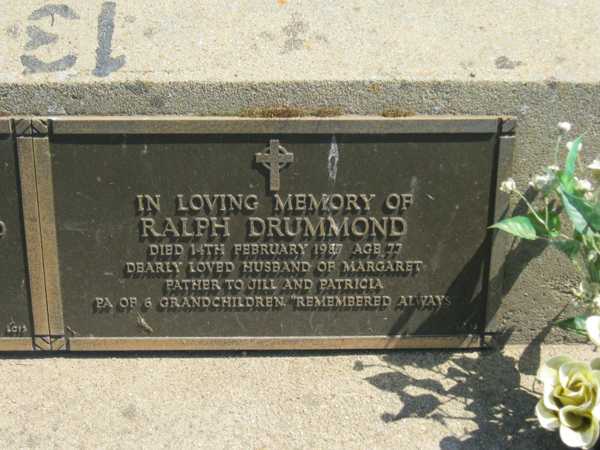 13
IN LOVING MEMORY OF
RALPH DRUMMOND
DIED 14TH FEBRUARY 1987 AGE 77
DEARLY LOVED HUSBAND OF MARGARET
FATHER TO JILL AND PATRICIA
PA OF 6 GRANDCHILDREN "REMEMBERED ALWAYS